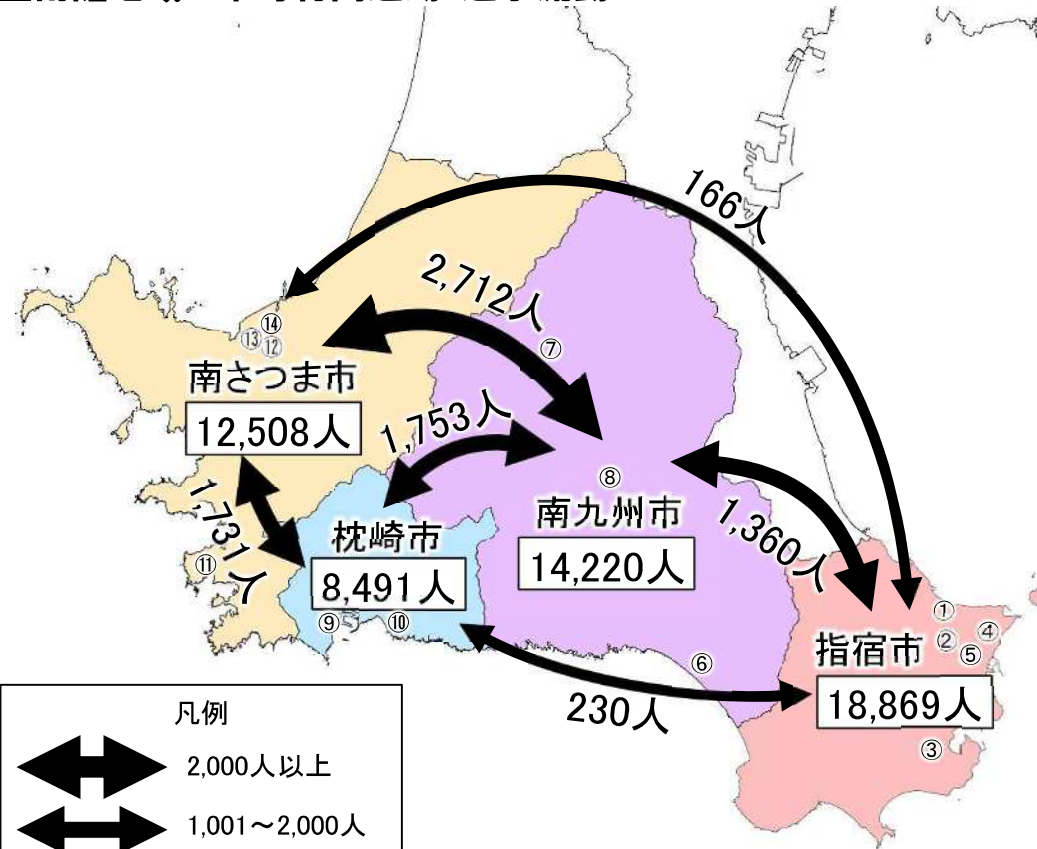 166人
2,712人
⑦
⑭
⑬
⑫
南さつま市
12,508人
1,753人
⑧
南九州市
14,220人
1,360人
1,731人
枕崎市
8,491人
⑪
⑨
⑩
①
②
④
⑤
指宿市
18,869人
⑥
230人
③
凡例
2,000人以上
1,001～2,000人